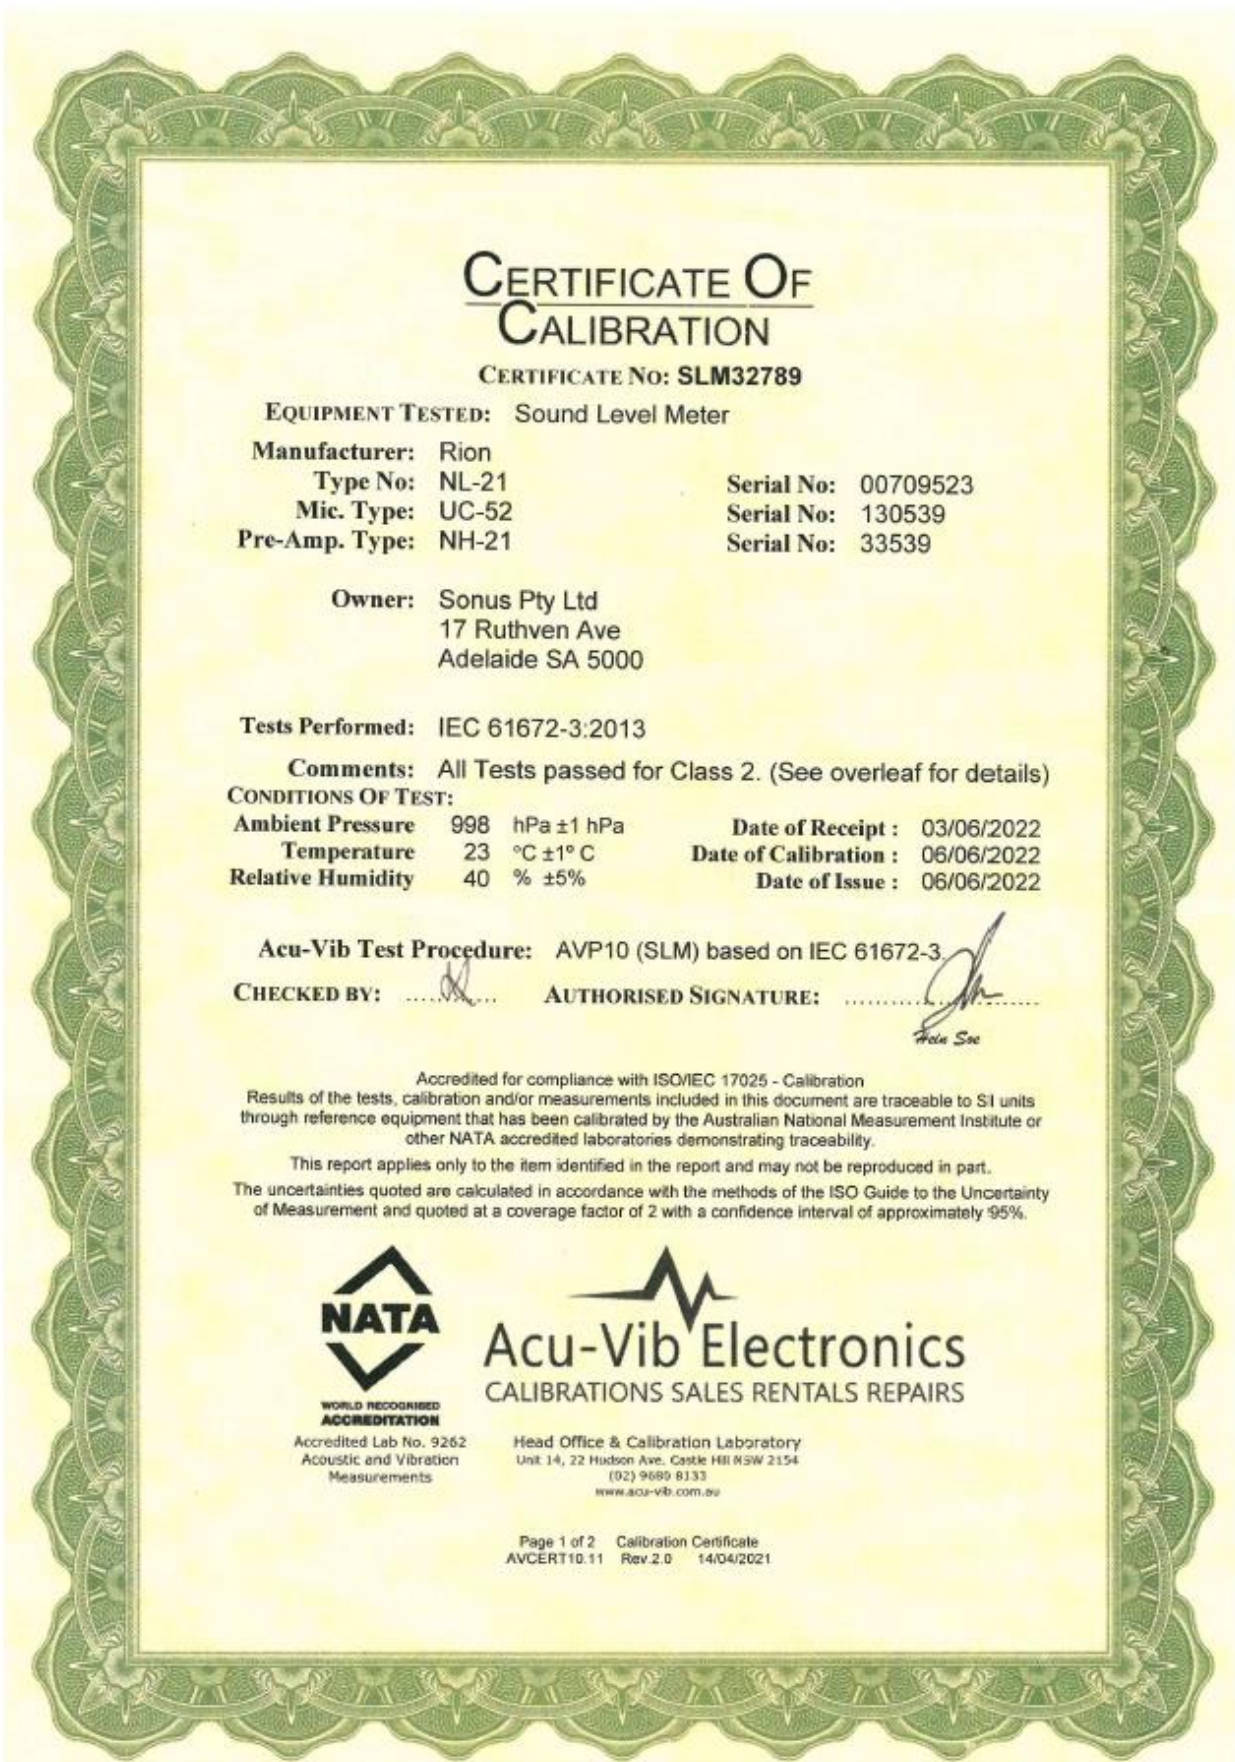 CERTIFICATE OF
CALIBRATION
CERTIFICATE NO: SLM32789
EQUIPMENT TESTED: Sound Level Meter
Manufacturer: Rion
Type No: NL-21 Serial No: 00709523
Mic. Type: UC-52 Serial No: 130539
Pre-Amp. Type: NH-21 Serial No: 33539
Owner: Sonus Pty Ltd
17 Ruthven Ave
Adelaide SA 5000
Tests Performed: IEC 61672-3:2013
Comments: All Tests passed for Class 2. (See overleaf for details)
CONDITIONS OF TEST:
Ambient Pressure 998 hPa ±1 hPa Date of Receipt : 03/06/2022
Temperature 23 °C ±1° C Date of Calibration : 06/06/2022
Relative Humidity 40 % ±5% Date of Issue : 06/06/2022
Acu-Vib Test Procedure: AVP10 (SLM) based on IEC 61672-3.
CHECKED BY: AUTHORISED SIGNATURE:
Hein Soe
Accredited for compliance with ISO/IEC 17025 - Calibration
Results of the tests, calibration and/or measurements included in this document are traceable to SI units
through reference equipment that has been calibrated by the Australian National Measurement Institute or
other NATA accredited laboratories demonstrating traceability.
This report applies only to the item identified in the report and may not be reproduced in part.
The uncertainties quoted are calculated in accordance with the methods of the ISO Guide to the Uncertainty
of Measurement and quoted at a coverage factor of 2 with a confidence interval of approximately 95%.
NATA
WORLD RECOGNISED
ACCREDITATION
Accredited Lab No. 9262
Acoustic and Vibration
Measurements
Acu-Vib Electronics
CALIBRATIONS SALES RENTALS REPAIRS
Head Office & Calibration Laboratory
Unit 14, 22 Hudson Ave. Castle Hill NSW 2154
(02) 9680 8133
www.acu-vib.com.au
Page 1 of 2 Calibration Certificate
AVCERT10.11 Rev.2.0 14/04/2021